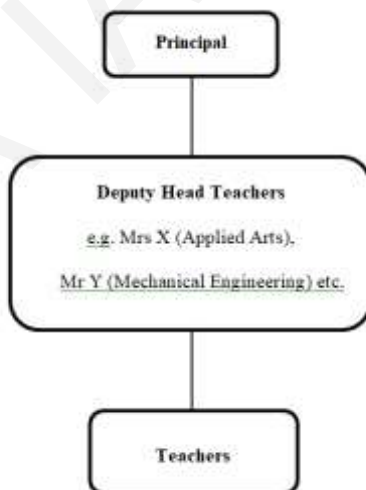 Principal
Deputy Head Teachers
e.g. Mrs X (Applied Arts),
Mr Y (Mechanical Engineering) etc.
Teachers